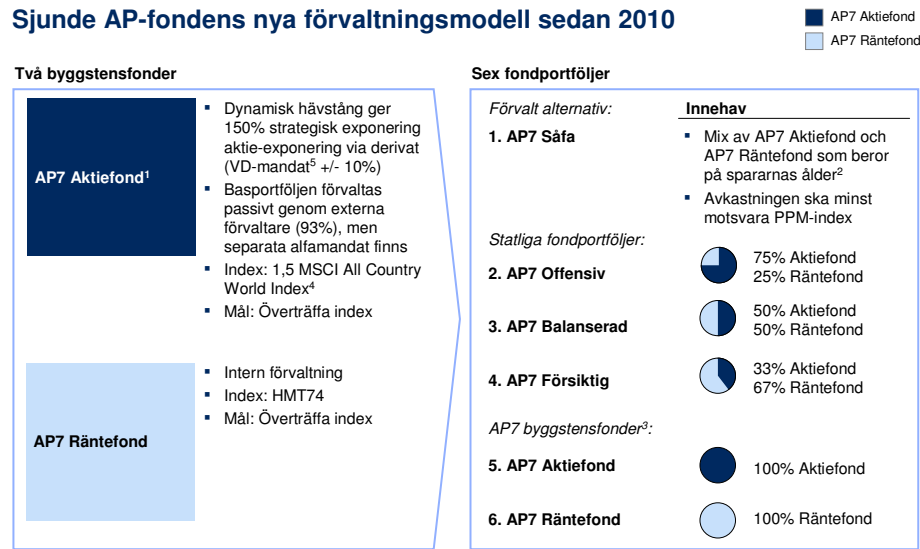 Sjunde AP-fondens nya förvaltningsmodell sedan 2010
AP7 Aktiefond
AP7 Räntefond
Två byggstensfonder
AP7 Aktiefond¹
▪ Dynamisk hävstång ger
150% strategisk exponering
aktie-exponering via derivat
(VD-mandat⁵ +/- 10%)
▪ Basportföljen förvaltas
passivt genom externa
förvaltare (93%), men
separata alfamandat finns
▪ Index: 1,5 MSCI All Country
World Index⁴
▪ Mål: Överträffa index
AP7 Räntefond
▪ Intern förvaltning
▪ Index: HMT74
▪ Mål: Överträffa index
Sex fondportföljer
Förvalt alternativ:
Innehav
1. AP7 Såfa
▪ Mix av AP7 Aktiefond och
AP7 Räntefond som beror
på spararnas ålder²
▪ Avkastningen ska minst
motsvara PPM-index
Statliga fondportföljer:
2. AP7 Offensiv
75% Aktiefond
25% Räntefond
3. AP7 Balanserad
50% Aktiefond
50% Räntefond
4. AP7 Försiktig
33% Aktiefond
67% Räntefond
AP7 byggstensfonder³:
5. AP7 Aktiefond
100% Aktiefond
6. AP7 Räntefond
100% Räntefond